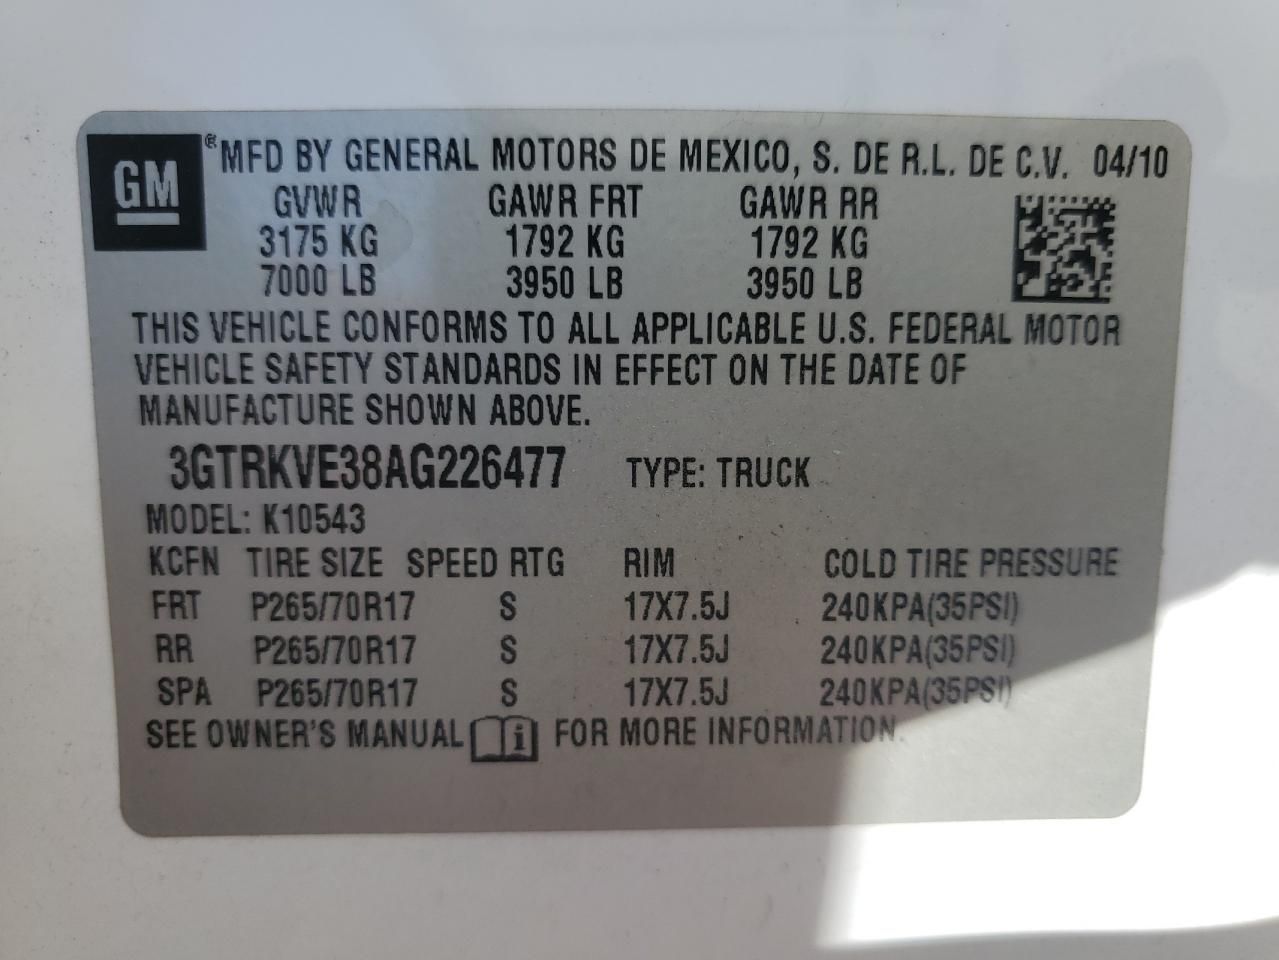 GM ® MFD BY GENERAL MOTORS DE MEXICO, S. DE R.L. DE C.V. 04/10
GVWR GAWR FRT GAWR RR
3175 KG 1792 KG 1792 KG
7000 LB 3950 LB 3950 LB
THIS VEHICLE CONFORMS TO ALL APPLICABLE U.S. FEDERAL MOTOR
VEHICLE SAFETY STANDARDS IN EFFECT ON THE DATE OF
MANUFACTURE SHOWN ABOVE.
3GTRKVE38AG226477 TYPE: TRUCK
MODEL: K10543
KCFN TIRE SIZE SPEED RTG RIM COLD TIRE PRESSURE
FRT P265/70R17 S 17X7.5J 240KPA(35PSI)
RR P265/70R17 S 17X7.5J 240KPA(35PSI)
SPA P265/70R17 S 17X7.5J 240KPA(35PSI)
SEE OWNER'S MANUAL i FOR MORE INFORMATION.